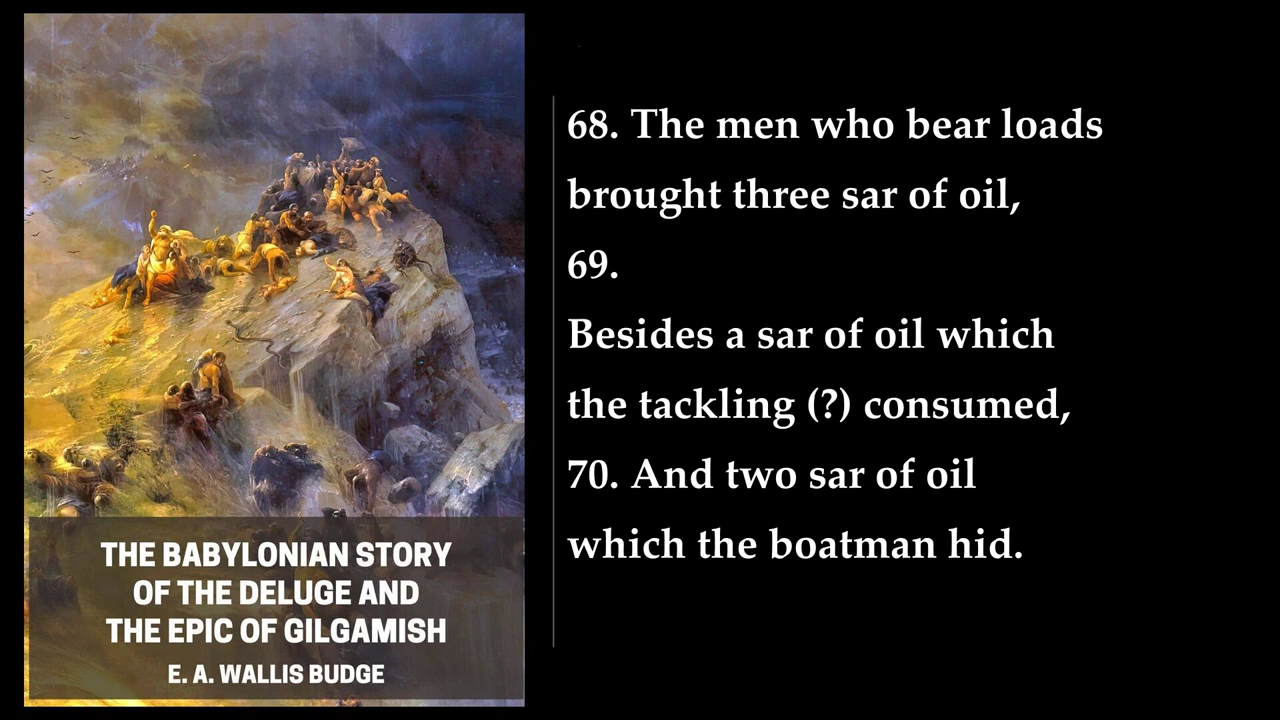 THE BABYLONIAN STORY
OF THE DELUGE AND
THE EPIC OF GILGAMISH
E. A. WALLIS BUDGE
68. The men who bear loads
brought three sar of oil,
69.
Besides a sar of oil which
the tackling (?) consumed,
70. And two sar of oil
which the boatman hid.